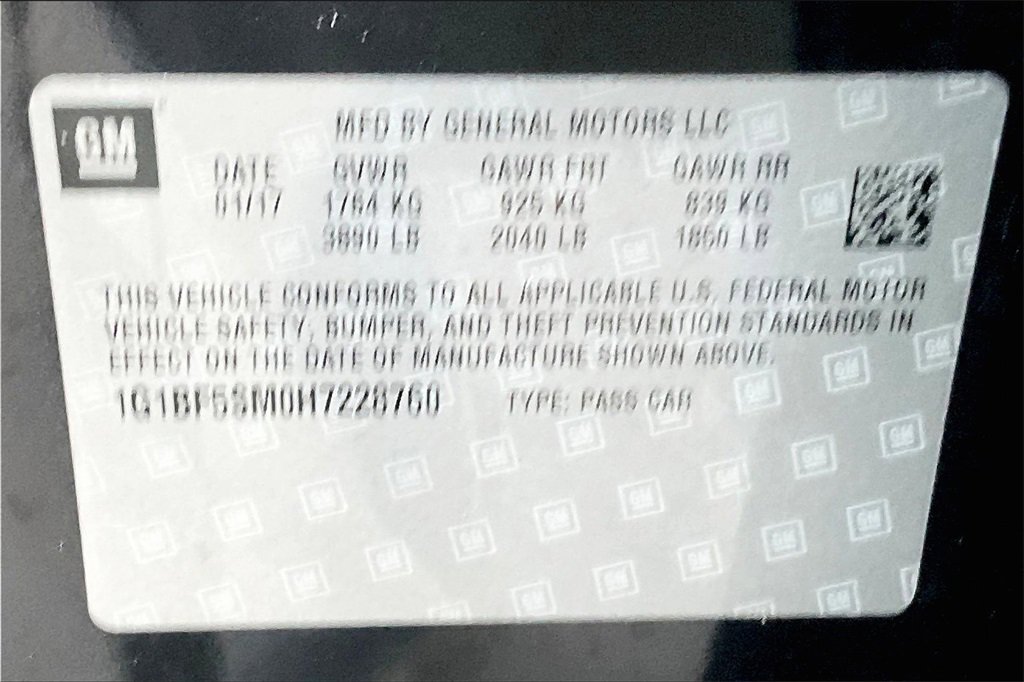 GM
MFD BY GENERAL MOTORS LLC
DATE GVWR GAWR FRT GAWR RR
01/17 1764 KG 925 KG 839 KG
3890 LB 2040 LB 1850 LB
THIS VEHICLE CONFORMS TO ALL APPLICABLE U.S. FEDERAL MOTOR
VEHICLE SAFETY, BUMPER, AND THEFT PREVENTION STANDARDS IN
EFFECT ON THE DATE OF MANUFACTURE SHOWN ABOVE.
1G1BF5SM0H7228760 TYPE: PASS CAR